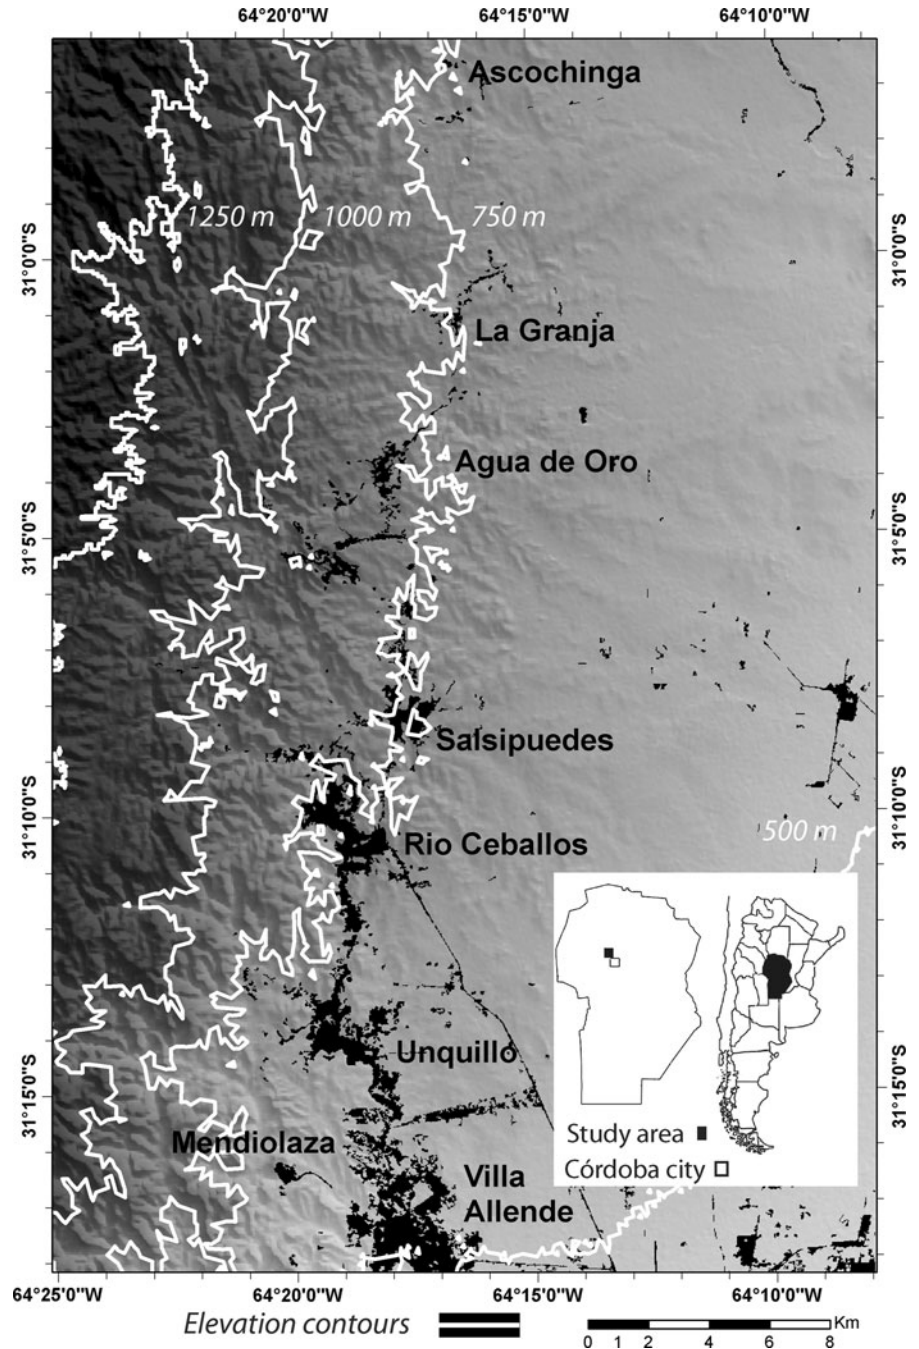 64°20'0"W
64°15'0"W
64°10'0"W
Ascochinga
1250 m
1000 m
750 m
31°0'0"S
31°0'0"S
La Granja
Agua de Oro
31°5'0"S
31°5'0"S
Salsipuedes
31°10'0"S
31°10'0"S
500 m
Rio Ceballos
Unquillo
31°15'0"S
31°15'0"S
Mendiolaza
Study area
Córdoba city
Villa
Allende
64°25'0"W
64°20'0"W
64°15'0"W
64°10'0"W
Elevation contours
Km
0 1 2 4 6 8